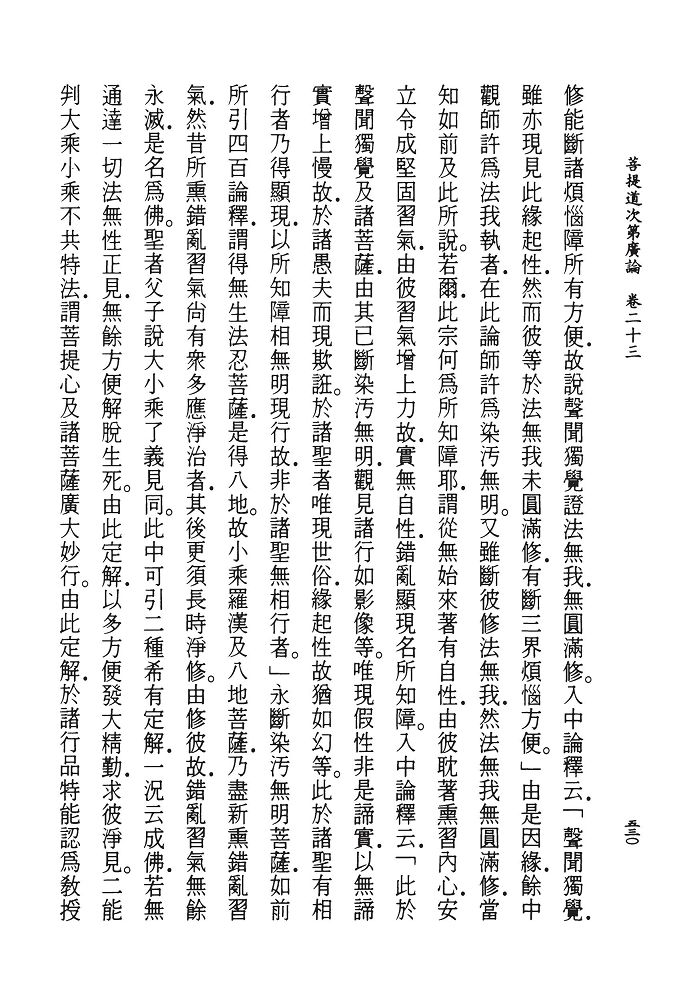 菩提道次第廣論　卷二十三
五三〇
修能斷諸煩惱障所有方便．故說聲聞獨覺證法無我．無圓滿修。入中論釋云．「聲聞獨覺．
雖亦現見此緣起性．然而彼等於法無我未圓滿修．有斷三界煩惱方便。」由是因緣．餘中
觀師許爲法我執者．在此論師許爲染污無明。又雖斷彼修法無我．然法無我無圓滿修．當
知如前及此所說。若爾．此宗何爲所知障耶．謂從無始來著有自性．由彼耽著熏習內心．安
立令成堅固習氣．由彼習氣增上力故．實無自性．錯亂顯現名所知障。入中論釋云．「此於
聲聞獨覺及諸菩薩．由其已斷染污無明．觀見諸行如影像等。唯現假性非是諦實．以無諦
實增上慢故．於諸愚夫而現欺誑。於諸聖者唯現世俗．緣起性故猶如幻等。此於諸聖有相
行者乃得顯現．以所知障相無明現行故．非於諸聖無相行者。」永斷染污無明菩薩．如前
所引四百論釋．謂得無生法忍菩薩．是得八地。故小乘羅漢及八地菩薩．乃盡新熏錯亂習
氣．然昔所熏錯亂習氣尚有衆多應淨治者．其後更須長時淨修。由修彼故．錯亂習氣無餘
永滅．是名爲佛。聖者父子說大小乘了義見同。此中可引二種希有定解．一況云成佛．若無
通達一切法無性正見．無餘方便解脫生死。由此定解．以多方便發大精勤．求彼淨見。二能
判大乘小乘不共特法．謂菩提心及諸菩薩廣大妙行。由此定解．於諸行品特能認爲教授